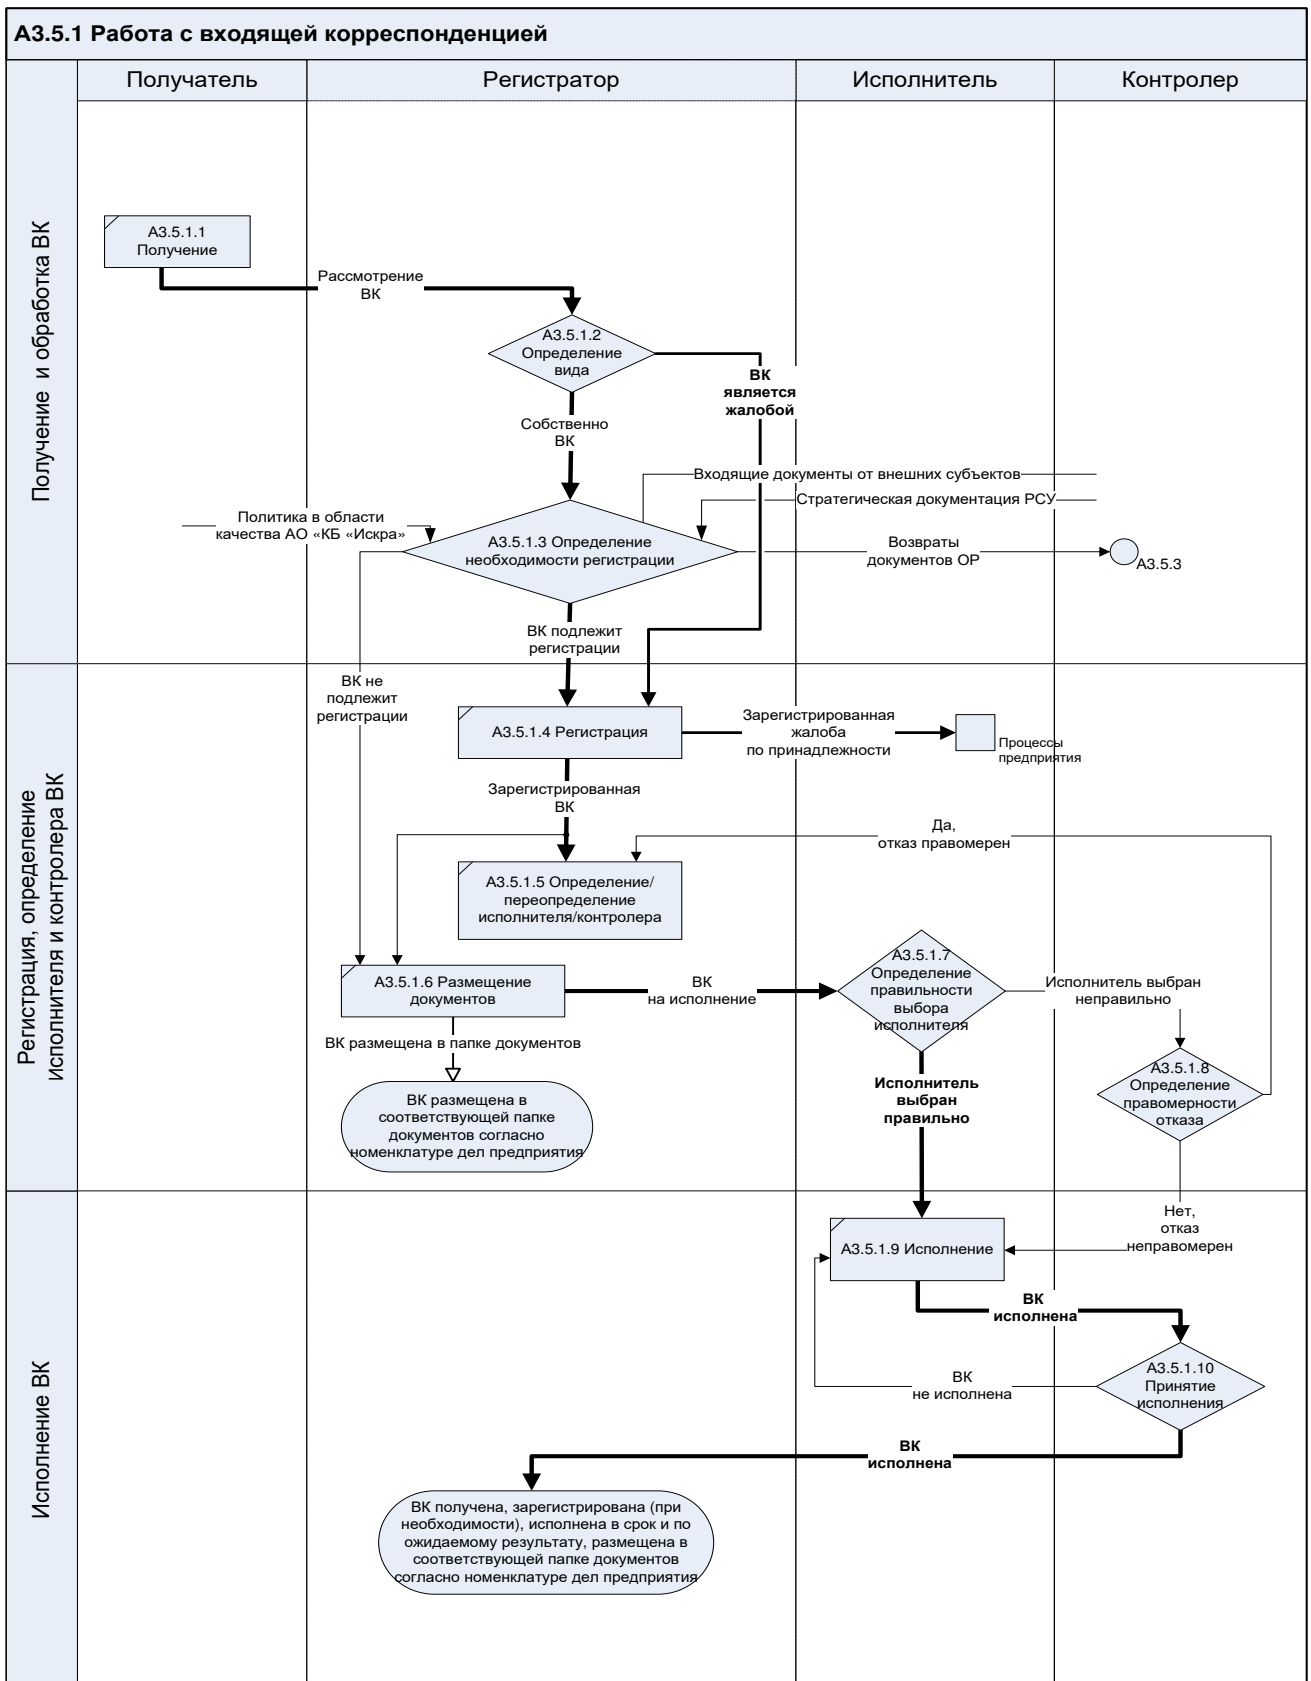 А3.5.1 Работа с входящей корреспонденцией
Получатель
Регистратор
Исполнитель
Контролер
Получение и обработка ВК
А3.5.1.1
Получение
Рассмотрение
ВК
А3.5.1.2
Определение
вида
ВК
является
жалобой
Собственно
ВК
Входящие документы от внешних субъектов
Стратегическая документация РСУ
Политика в области
качества АО «КБ «Искра»
А3.5.1.3 Определение
необходимости регистрации
Возвраты
документов ОР
А3.5.3
ВК подлежит
регистрации
Регистрация, определение
Исполнителя и контролера ВК
ВК не
подлежит
регистрации
А3.5.1.4 Регистрация
Зарегистрированная
жалоба
по принадлежности
Процессы
предприятия
Зарегистрированная
ВК
Да,
отказ правомерен
А3.5.1.5 Определение/
переопределение
исполнителя/контролера
А3.5.1.6 Размещение
документов
ВК
на исполнение
А3.5.1.7
Определение
правильности
выбора
исполнителя
Исполнитель выбран
неправильно
ВК размещена в папке документов
ВК размещена в
соответствующей папке
документов согласно
номенклатуре дел предприятия
Исполнитель
выбран
правильно
А3.5.1.8
Определение
правомерности
отказа
Исполнение ВК
Нет,
отказ
неправомерен
А3.5.1.9 Исполнение
ВК
исполнена
ВК
не исполнена
А3.5.1.10
Принятие
исполнения
ВК
исполнена
ВК получена, зарегистрирована (при
необходимости), исполнена в срок и по
ожидаемому результату, размещена в
соответствующей папке документов
согласно номенклатуре дел предприятия